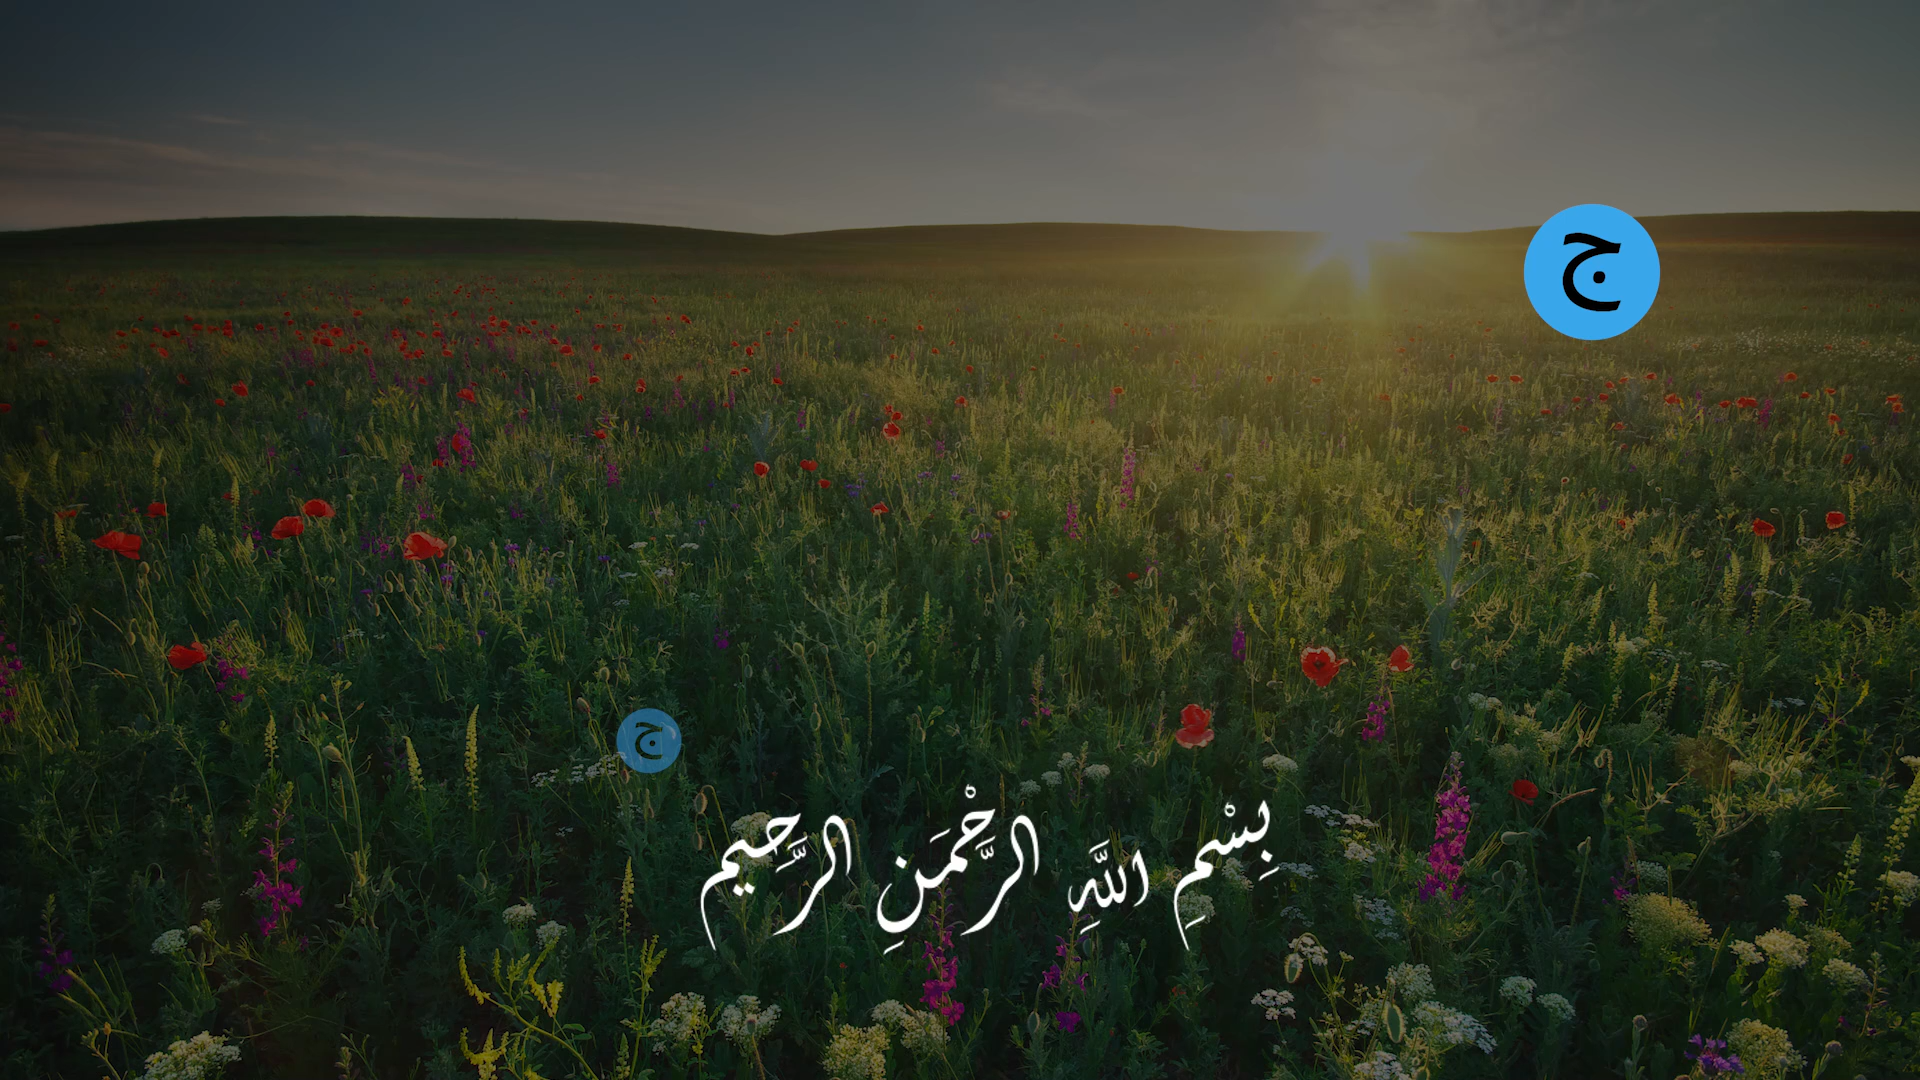 ج
ج
بِسْمِ اللَّهِ الرَّحْمَنِ الرَّحِيم